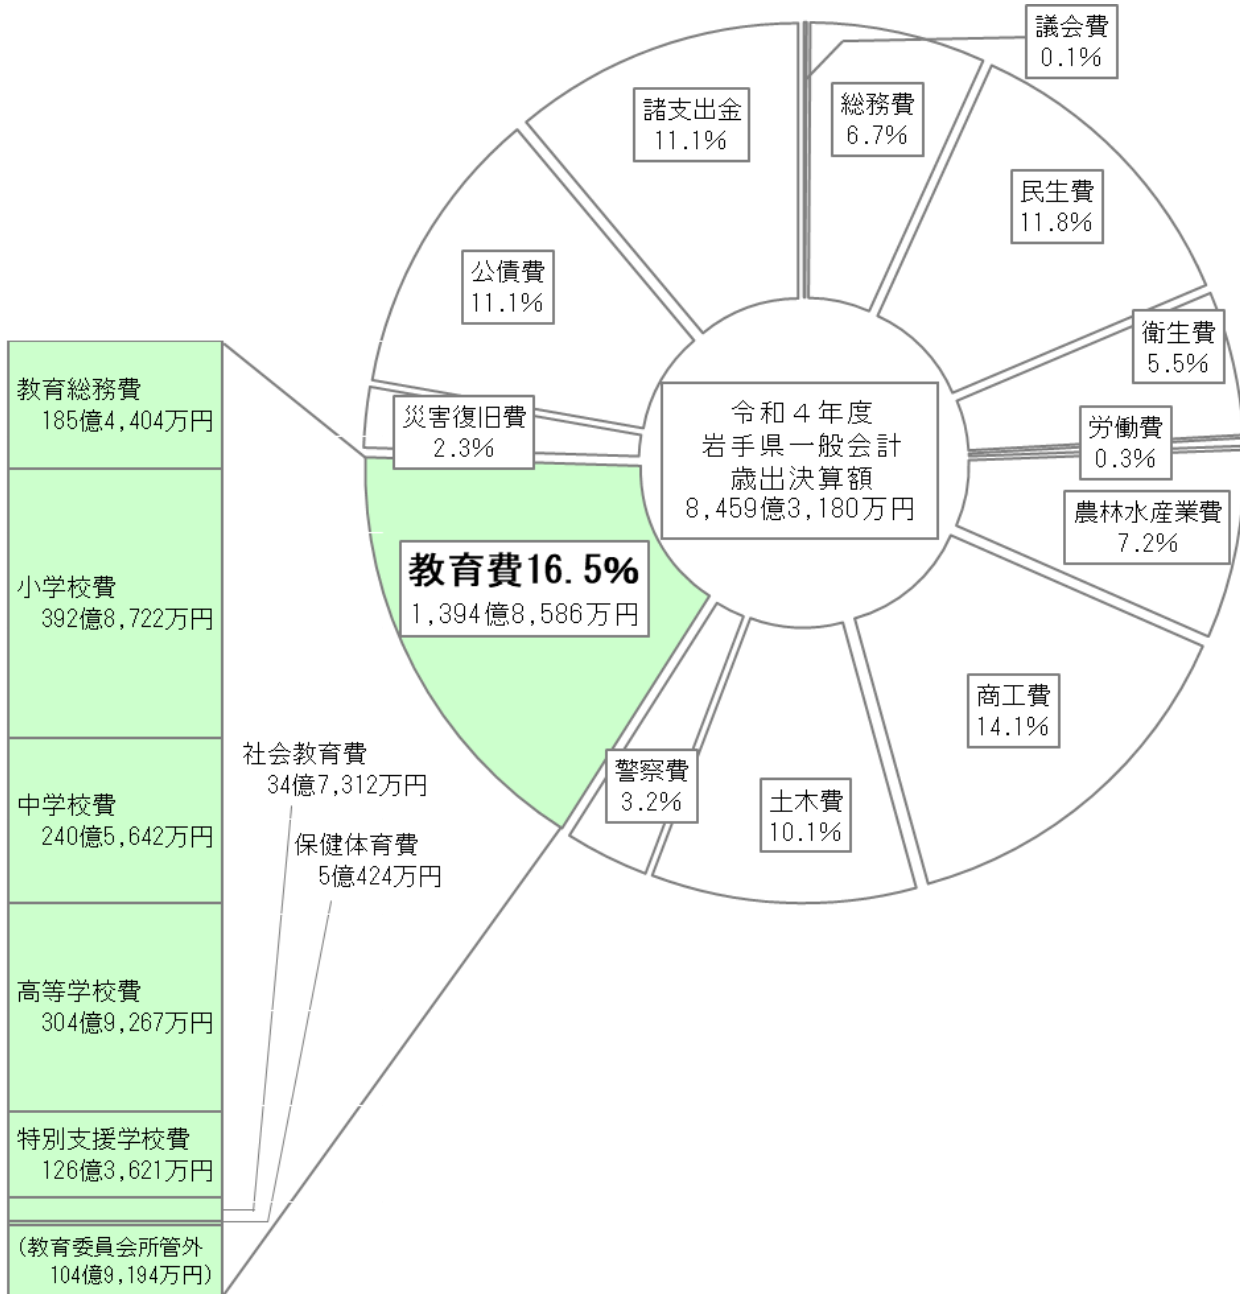 議会費
0.1%
総務費
6.7%
民生費
11.8%
衛生費
5.5%
労働費
0.3%
農林水産業費
7.2%
商工費
14.1%
土木費
10.1%
警察費
3.2%
教育費16.5%
1,394億8,586万円
災害復旧費
2.3%
公債費
11.1%
諸支出金
11.1%
令和4年度
岩手県一般会計
歳出決算額
8,459億3,180万円
教育総務費
185億4,404万円
小学校費
392億8,722万円
中学校費
240億5,642万円
高等学校費
304億9,267万円
特別支援学校費
126億3,621万円
社会教育費
34億7,312万円
保健体育費
5億424万円
(教育委員会所管外
104億9,194万円)